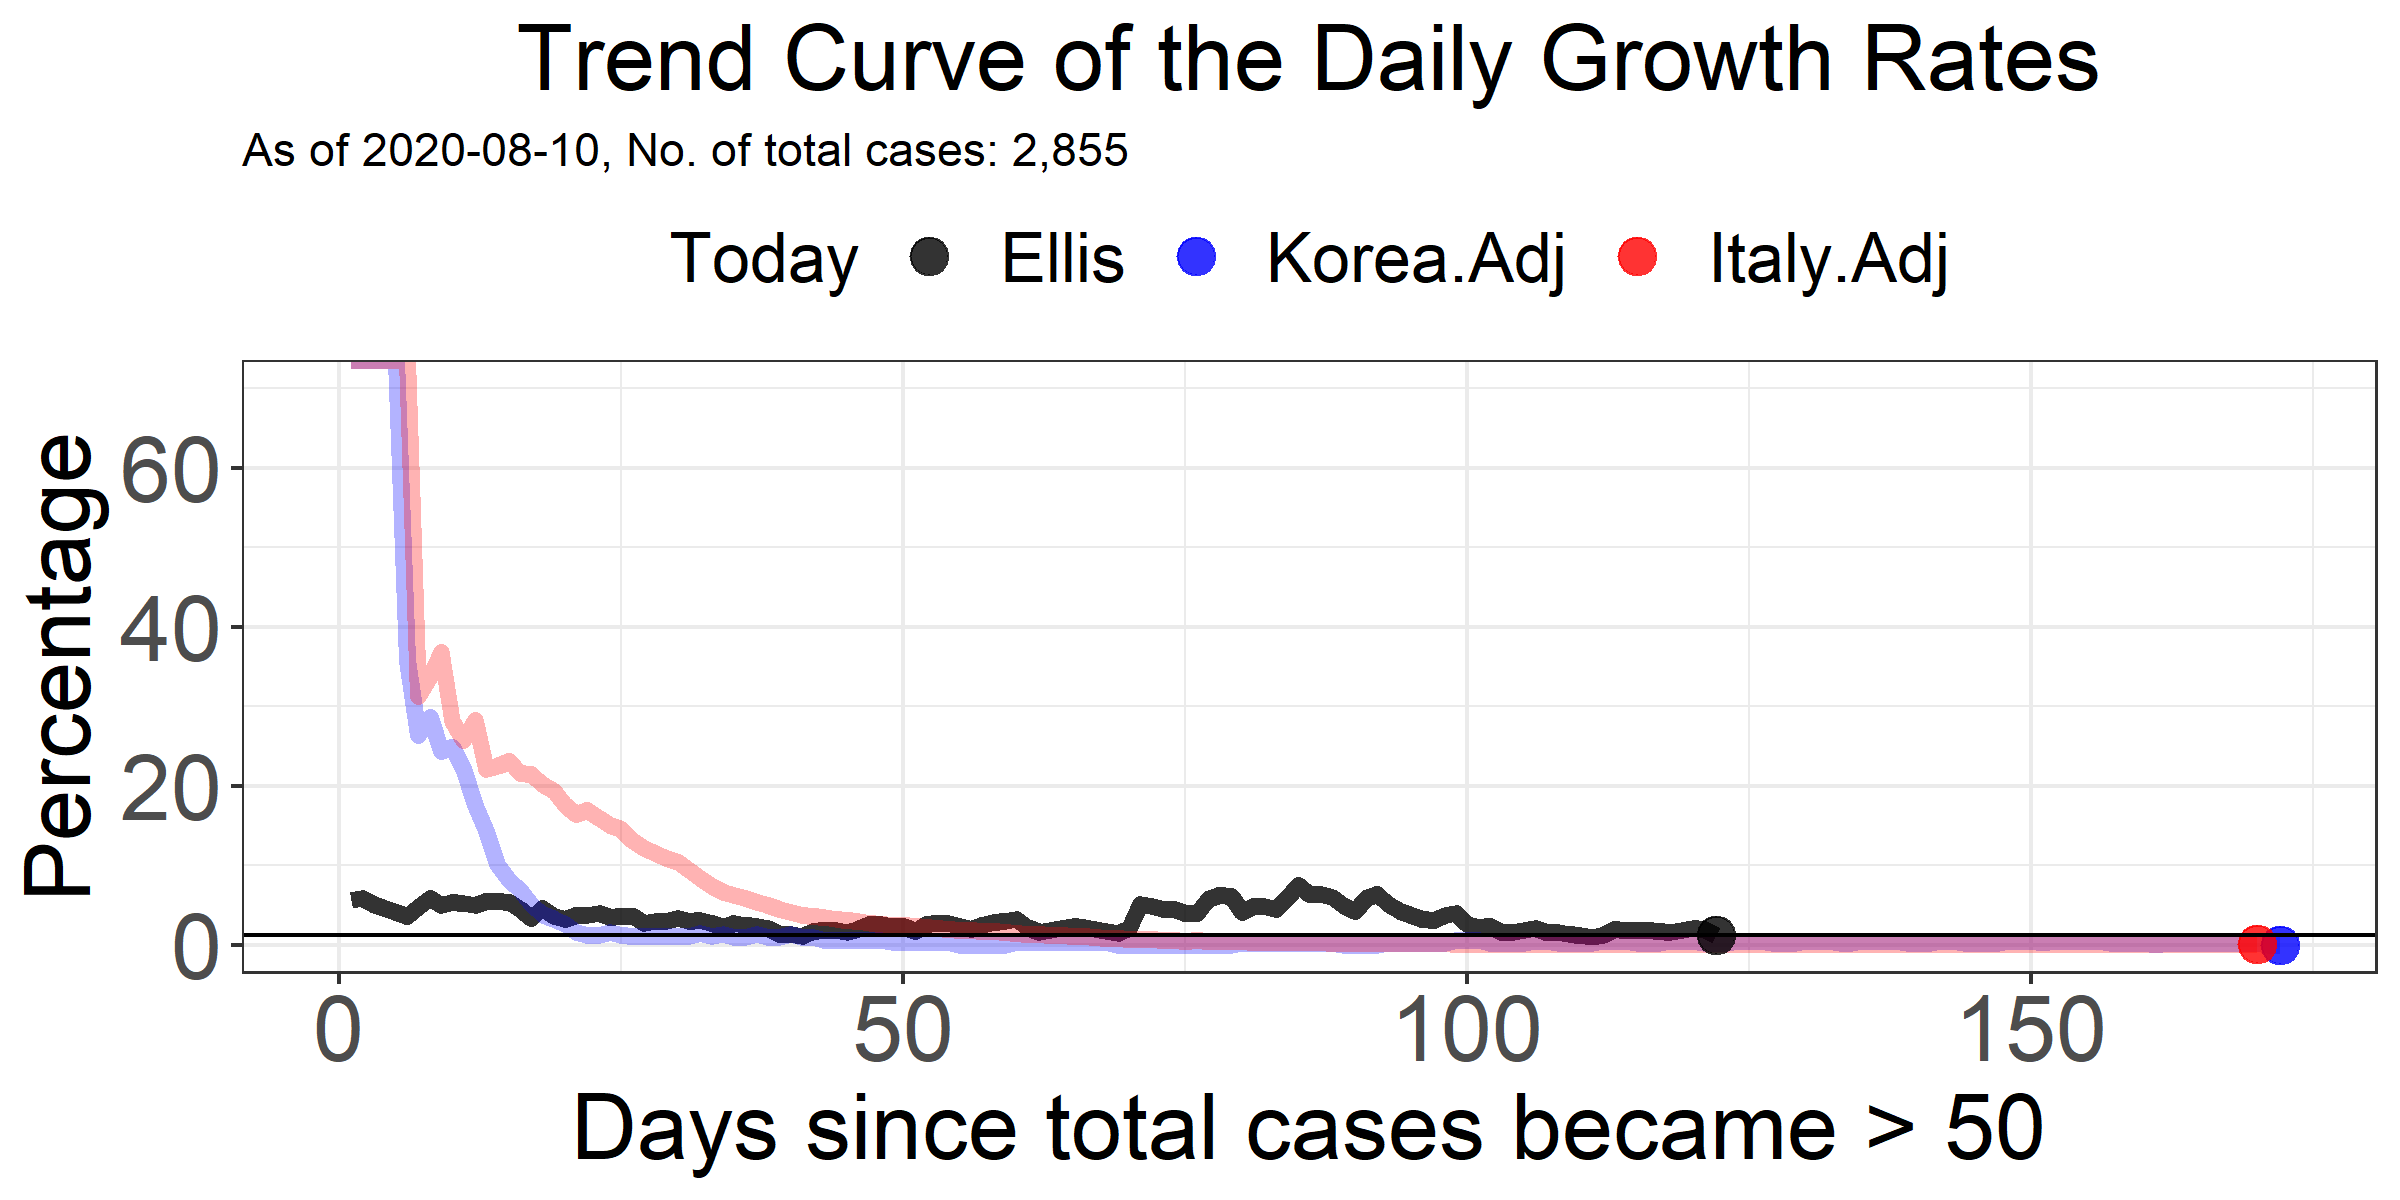 Trend Curve of the Daily Growth Rates
As of 2020-08-10, No. of total cases: 2,855
Today Ellis Korea.Adj Italy.Adj
Percentage
60
40
20
0
0 50 100 150
Days since total cases became > 50